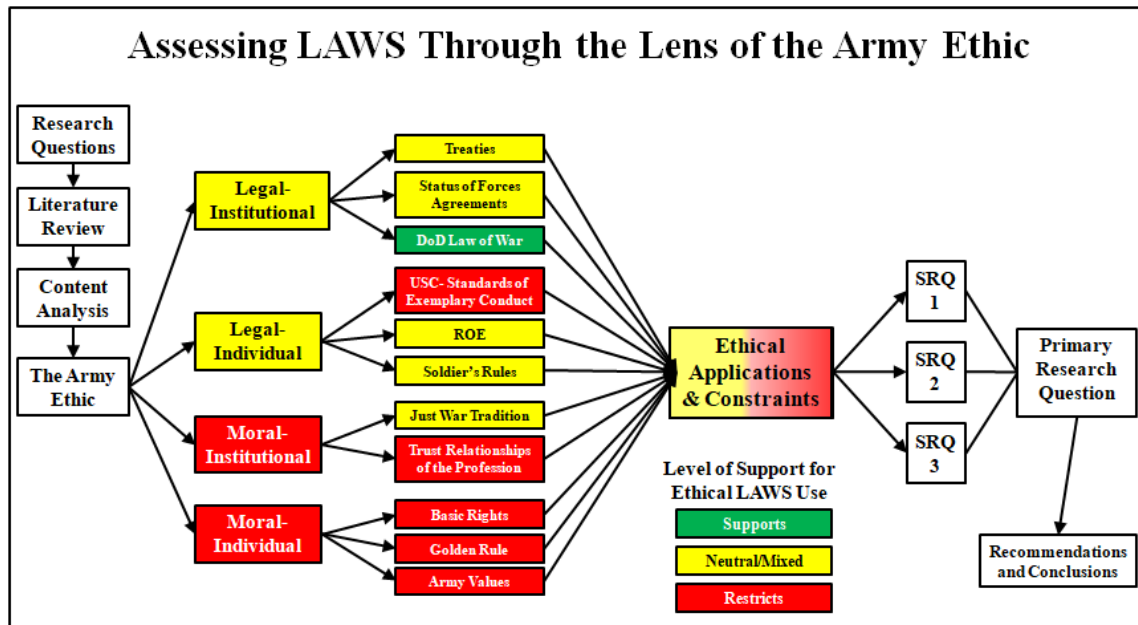 Assessing LAWS Through the Lens of the Army Ethic
Research
Questions
Literature
Review
Content
Analysis
The Army
Ethic
Legal-
Institutional
Legal-
Individual
Moral-
Institutional
Moral-
Individual
Treaties
Status of Forces
Agreements
DoD Law of War
USC- Standards of
Exemplary Conduct
ROE
Soldier's Rules
Just War Tradition
Trust Relationships
of the Profession
Basic Rights
Golden Rule
Army Values
Ethical
Applications
& Constraints
Level of Support for
Ethical LAWS Use
Supports
Neutral/Mixed
Restricts
SRQ
1
SRQ
2
SRQ
3
Primary
Research
Question
Recommendations
and Conclusions